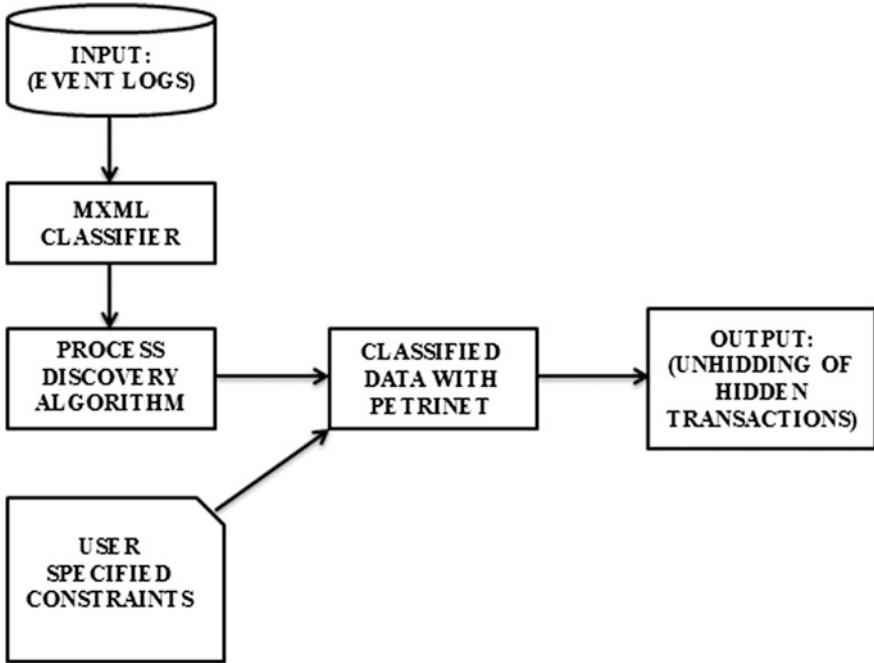 INPUT:
(EVENT LOGS)
MXML
CLASSIFIER
PROCESS
DISCOVERY
ALGORITHM
CLASSIFIED
DATA WITH
PETRINET
OUTPUT:
(UNHIDDING OF
HIDDEN
TRANSACTIONS)
USER
SPECIFIED
CONSTRAINTS